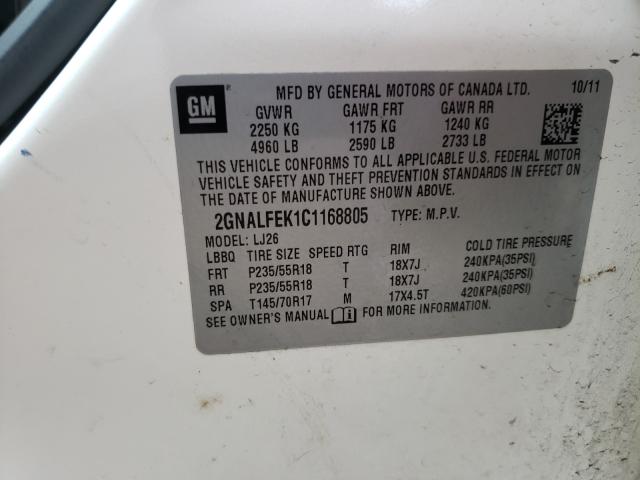 GM
MFD BY GENERAL MOTORS OF CANADA LTD. 10/11
GVWR GAWR FRT GAWR RR
2250 KG 1175 KG 1240 KG
4960 LB 2590 LB 2733 LB
THIS VEHICLE CONFORMS TO ALL APPLICABLE U.S. FEDERAL MOTOR
VEHICLE SAFETY AND THEFT PREVENTION STANDARDS IN EFFECT ON
THE DATE OF MANUFACTURE SHOWN ABOVE.
2GNALFEK1C1168805 TYPE: M.P.V.
MODEL: LJ26
LBBQ TIRE SIZE SPEED RTG RIM COLD TIRE PRESSURE
FRT P235/55R18 T 18X7J 240KPA(35PSI)
RR P235/55R18 T 18X7J 240KPA(35PSI)
SPA T145/70R17 M 17X4.5T 420KPA(60PSI)
SEE OWNER'S MANUAL FOR MORE INFORMATION.